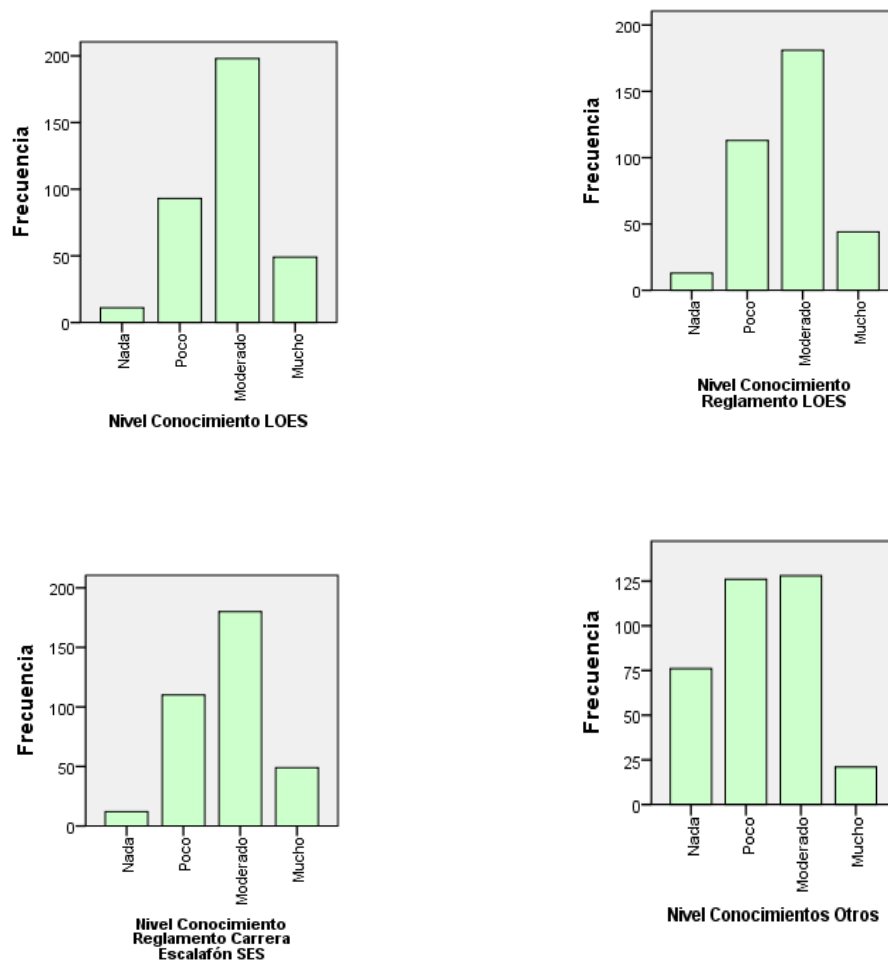 200
150
100
50
0
Frecuencia
Nada
Poco
Moderado
Mucho
Nivel Conocimiento LOES
200
150
100
50
0
Frecuencia
Nada
Poco
Moderado
Mucho
Nivel Conocimiento
Reglamento LOES
200
150
100
50
0
Frecuencia
Nada
Poco
Moderado
Mucho
Nivel Conocimiento
Reglamento Carrera
Escalafón SES
125
100
75
50
25
0
Frecuencia
Nada
Poco
Moderado
Mucho
Nivel Conocimientos Otros